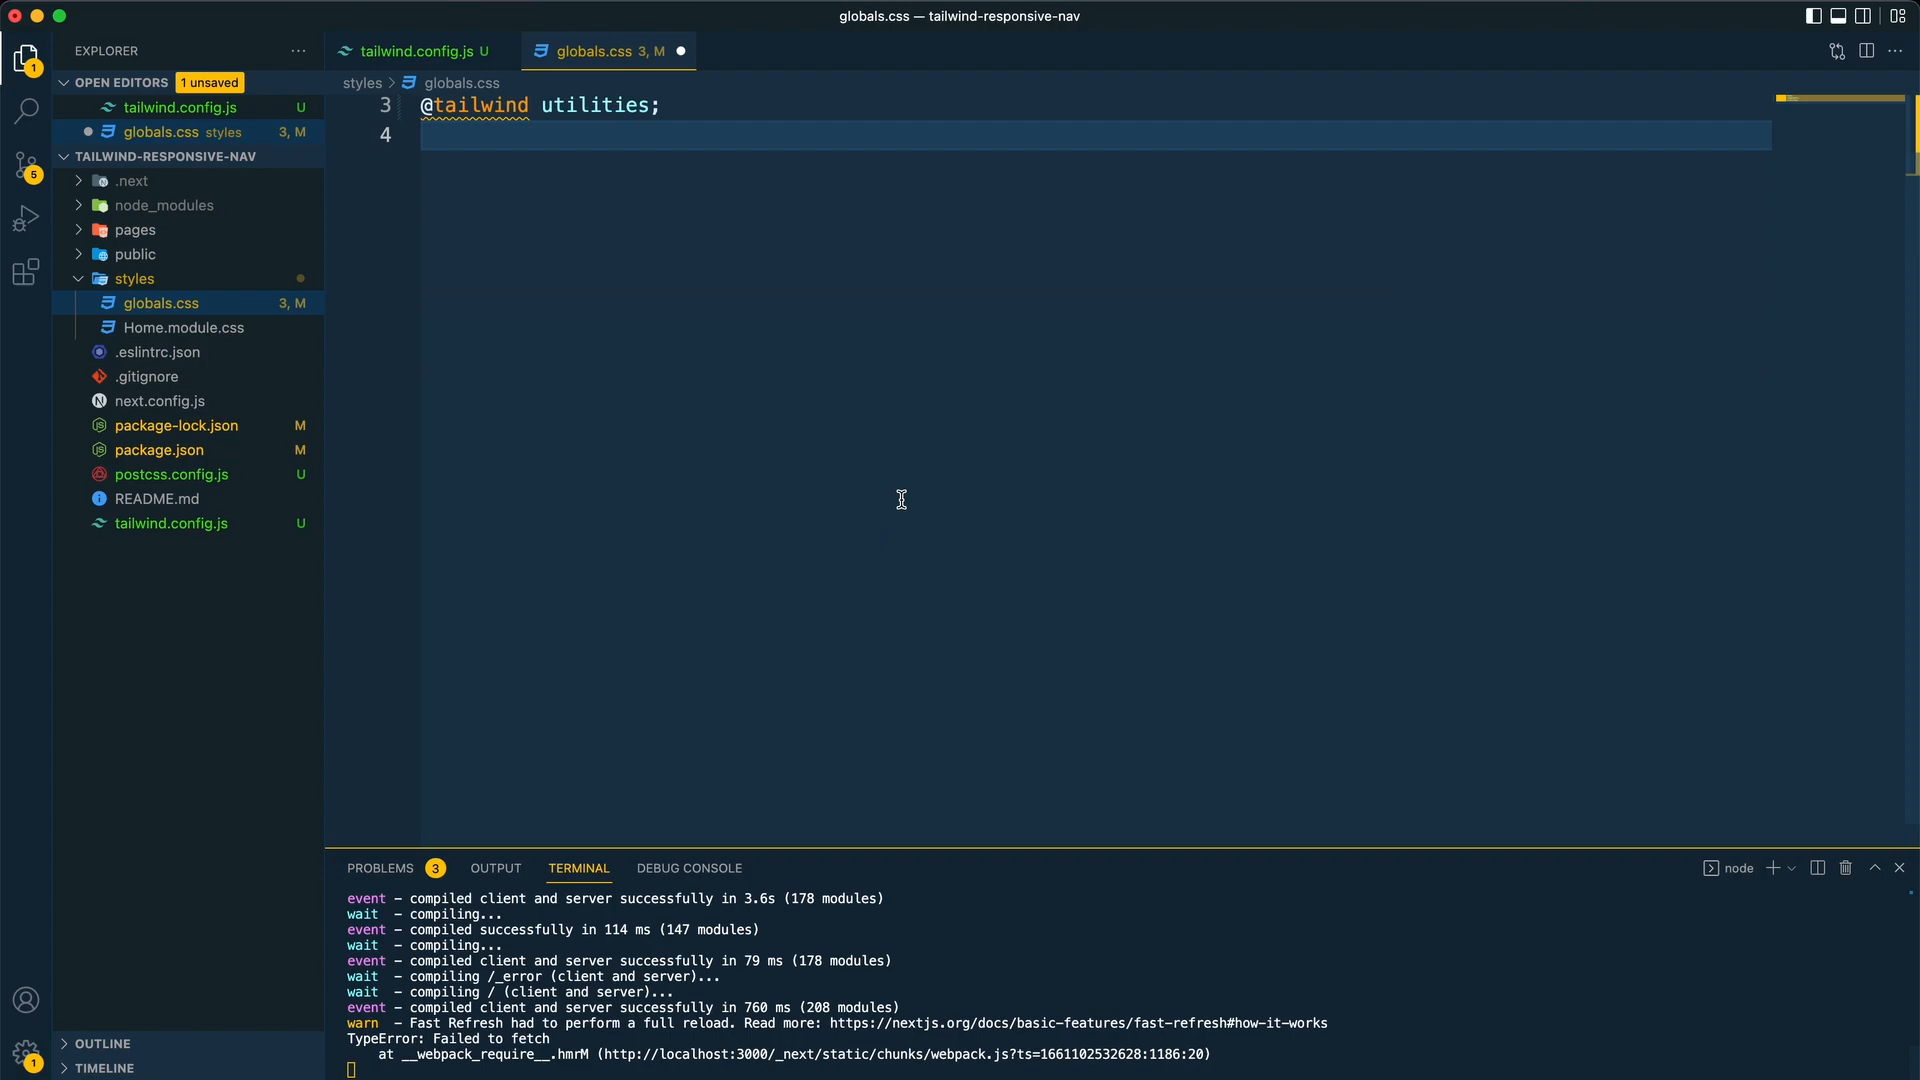 globals.css — tailwind-responsive-nav
EXPLORER
OPEN EDITORS 1 unsaved
tailwind.config.js U
globals.css styles 3, M
TAILWIND-RESPONSIVE-NAV
.next
node_modules
pages
public
styles
globals.css 3, M
Home.module.css
.eslintrc.json
.gitignore
next.config.js
package-lock.json M
package.json M
postcss.config.js U
README.md
tailwind.config.js U
OUTLINE
TIMELINE
1
5
1
tailwind.config.js U
globals.css 3, M
styles > globals.css
3 @tailwind utilities;
4
PROBLEMS 3 OUTPUT TERMINAL DEBUG CONSOLE
node
event – compiled client and server successfully in 3.6s (178 modules)
wait – compiling...
event – compiled successfully in 114 ms (147 modules)
wait – compiling...
event – compiled client and server successfully in 79 ms (178 modules)
wait – compiling /_error (client and server)...
wait – compiling / (client and server)...
event – compiled client and server successfully in 760 ms (208 modules)
warn – Fast Refresh had to perform a full reload. Read more: https://nextjs.org/docs/basic-features/fast-refresh#how-it-works
TypeError: Failed to fetch
at __webpack_require__.hmrM (http://localhost:3000/_next/static/chunks/webpack.js?ts=1661102532628:1186:20)